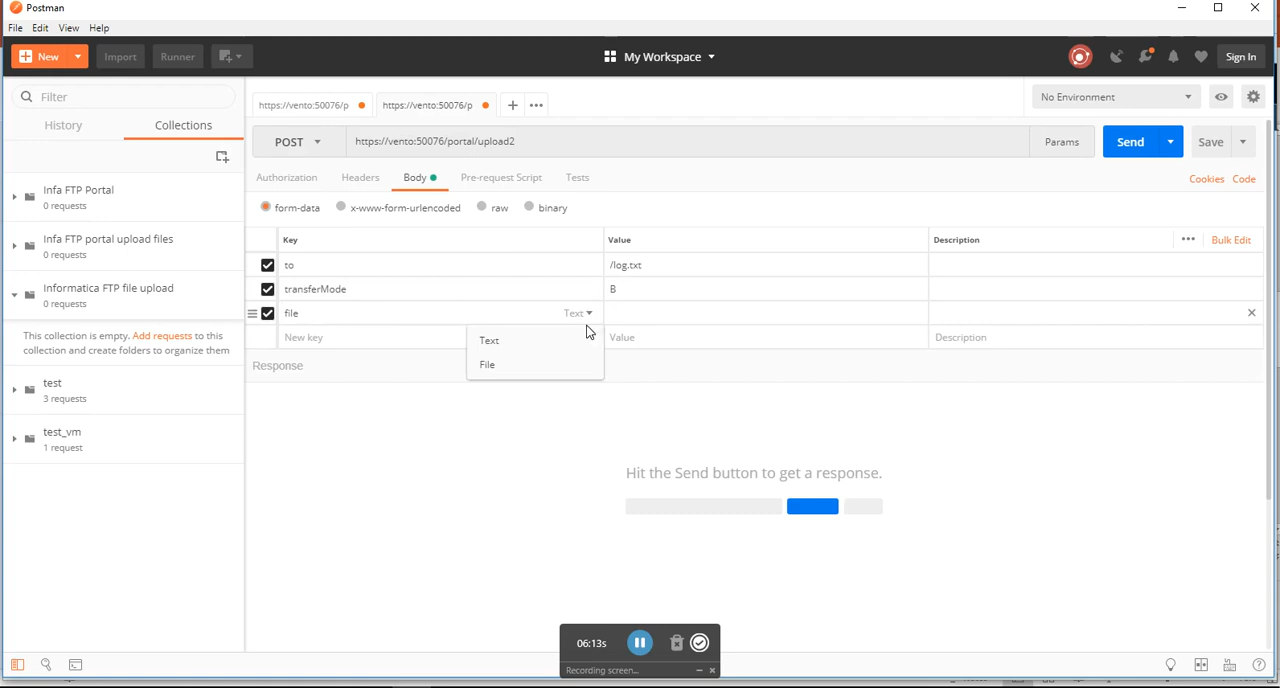 Postman
File Edit View Help
New Import Runner My Workspace Sign In
Filter
History Collections
Infa FTP Portal
0 requests
Infa FTP portal upload files
0 requests
Informatica FTP file upload
0 requests
This collection is empty. Add requests to this
collection and create folders to organize them
test
3 requests
test_vm
1 request
https://vento:50076/p https://vento:50076/p No Environment
POST https://vento:50076/portal/upload2 Params Send Save
Authorization Headers Body Pre-request Script Tests Cookies Code
form-data x-www-form-urlencoded raw binary
Key Value Description Bulk Edit
to /log.txt
transferMode B
file Text
New key Value Description
Text
File
Response
Hit the Send button to get a response.
06:13s
Recording screen...